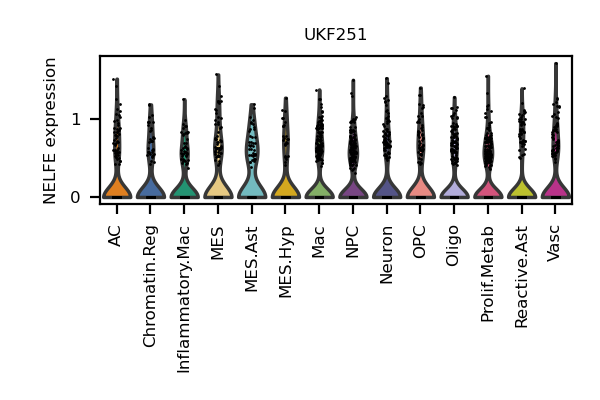 UKF251
NELFE expression
1
0
AC
Chromatin.Reg
Inflammatory.Mac
MES
MES.Ast
MES.Hyp
Mac
NPC
Neuron
OPC
Oligo
Prolif.Metab
Reactive.Ast
Vasc